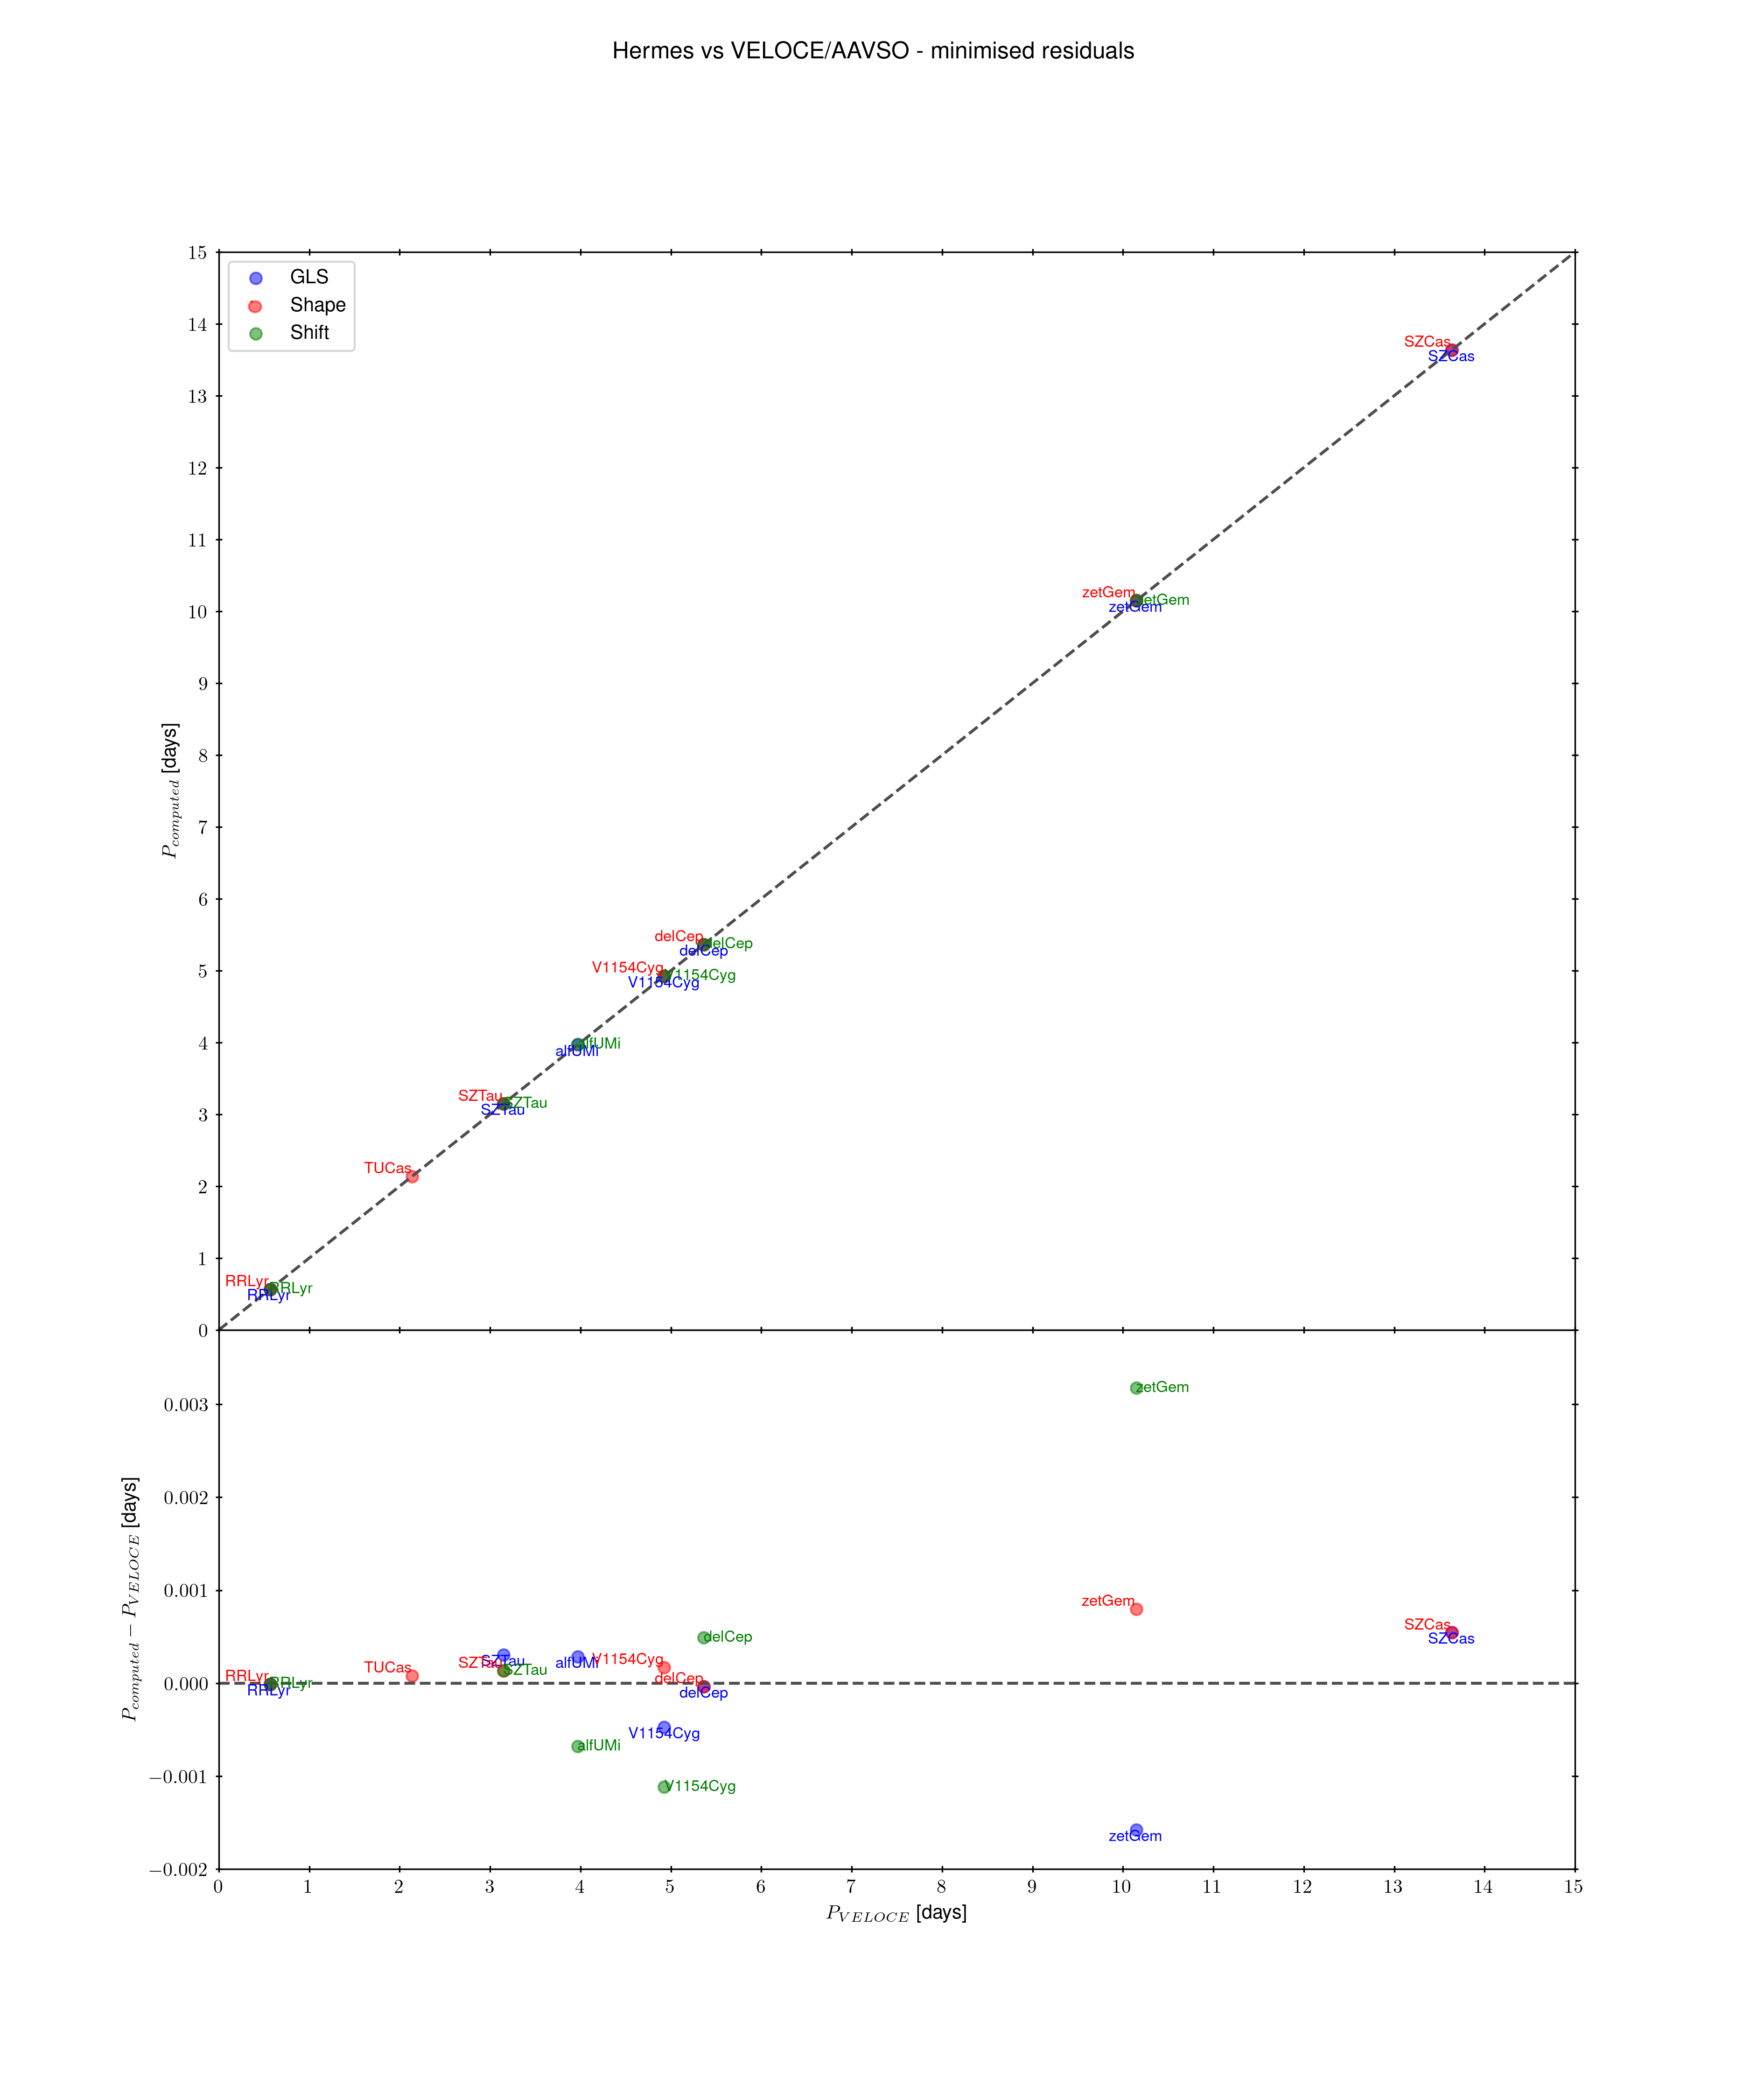 Hermes vs VELOCE/AAVSO - minimised residuals
GLS
Shape
Shift
15
14
13
12
11
10
9
8
7
6
5
4
3
2
1
0
P_computed [days]
SZCas
SZCas
zetGem
zetGem
zetGem
delCep
delCep
delCep
V1154Cyg
V1154Cyg
V1154Cyg
alfUMi
alfUMi
SZTau
SZTau
SZTau
TUCas
RRLyr
RRLyr
RRLyr
0.003
0.002
0.001
0.000
−0.001
−0.002
P_computed − P_VELOCE [days]
zetGem
zetGem
SZCas
SZCas
delCep
V1154Cyg
SZTau
SZTau
SZTau
alfUMi
TUCas
RRLyr
RRLyr
RRLyr
delCep
delCep
V1154Cyg
alfUMi
V1154Cyg
zetGem
0 1 2 3 4 5 6 7 8 9 10 11 12 13 14 15
P_VELOCE [days]